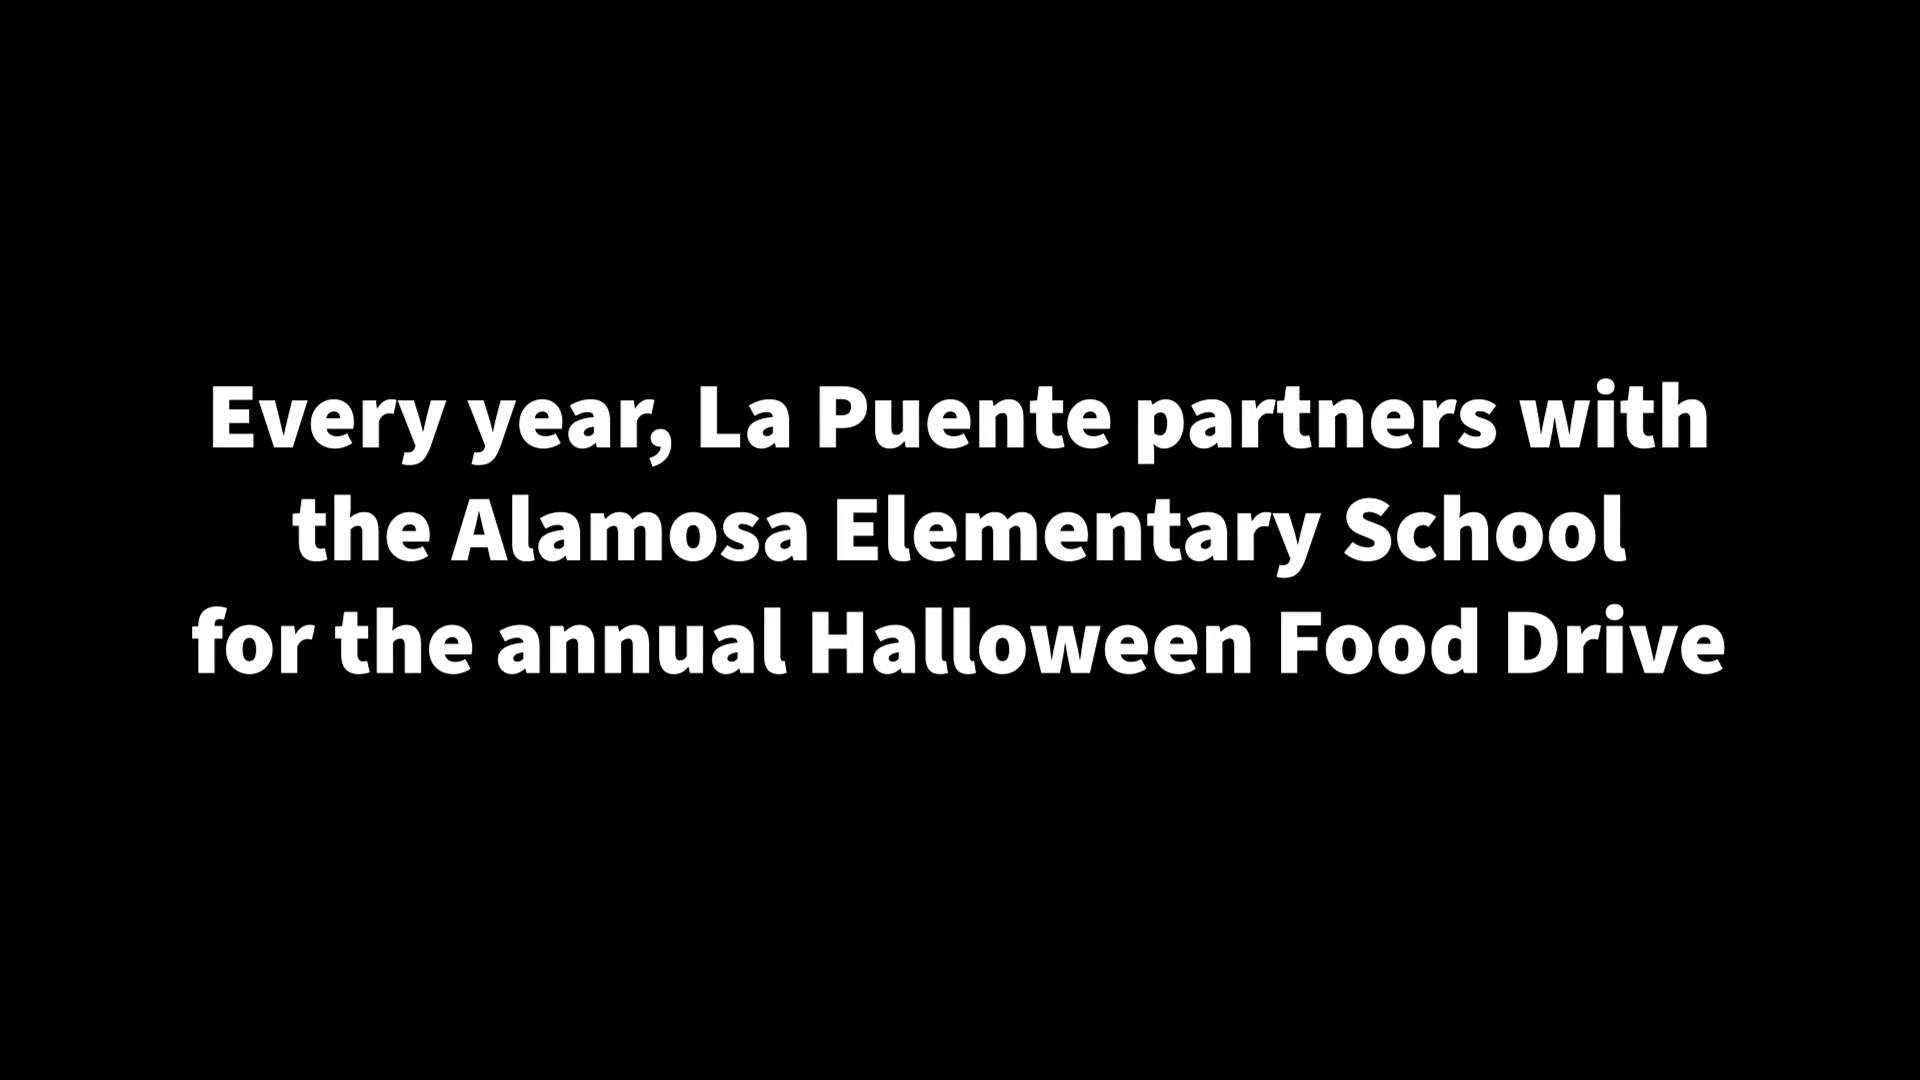 Every year, La Puente partners with
the Alamosa Elementary School
for the annual Halloween Food Drive